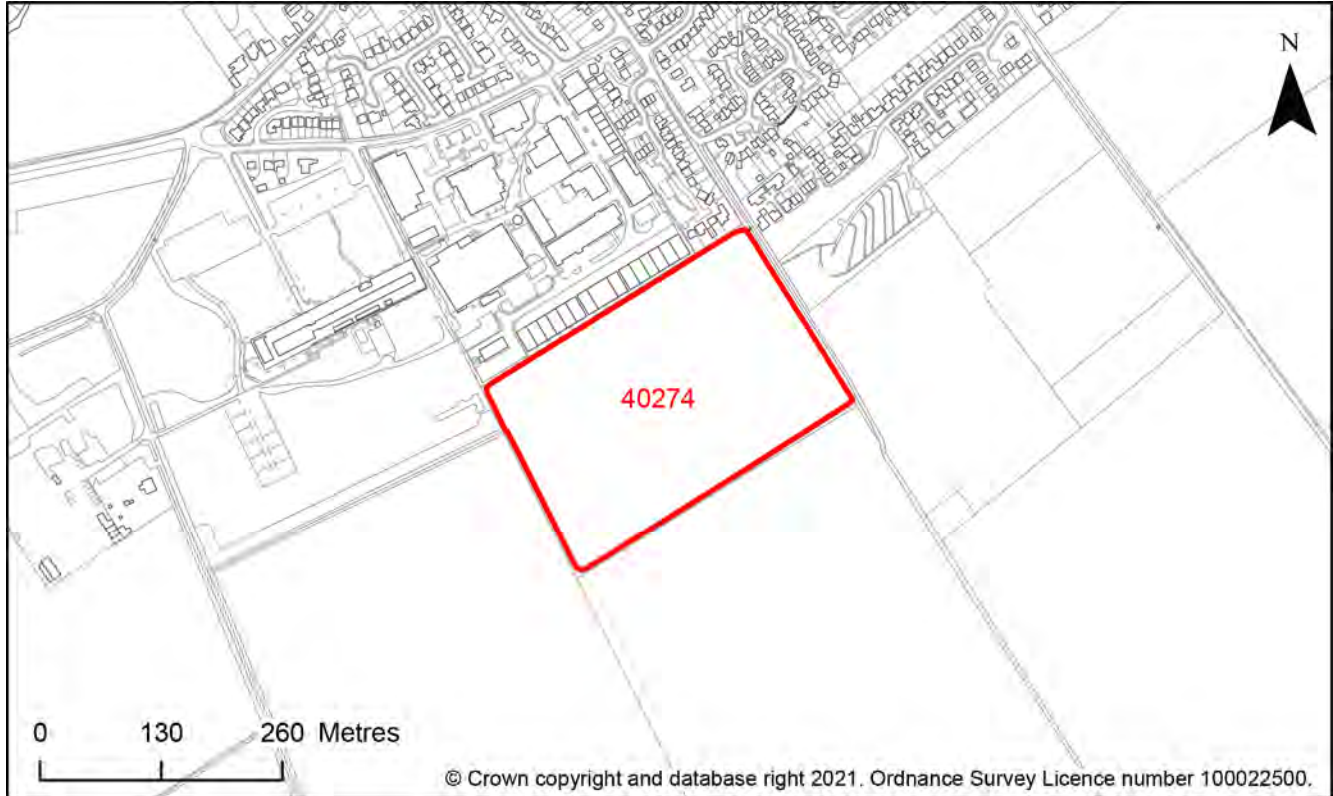 N
40274
0 130 260 Metres
© Crown copyright and database right 2021. Ordnance Survey Licence number 100022500.